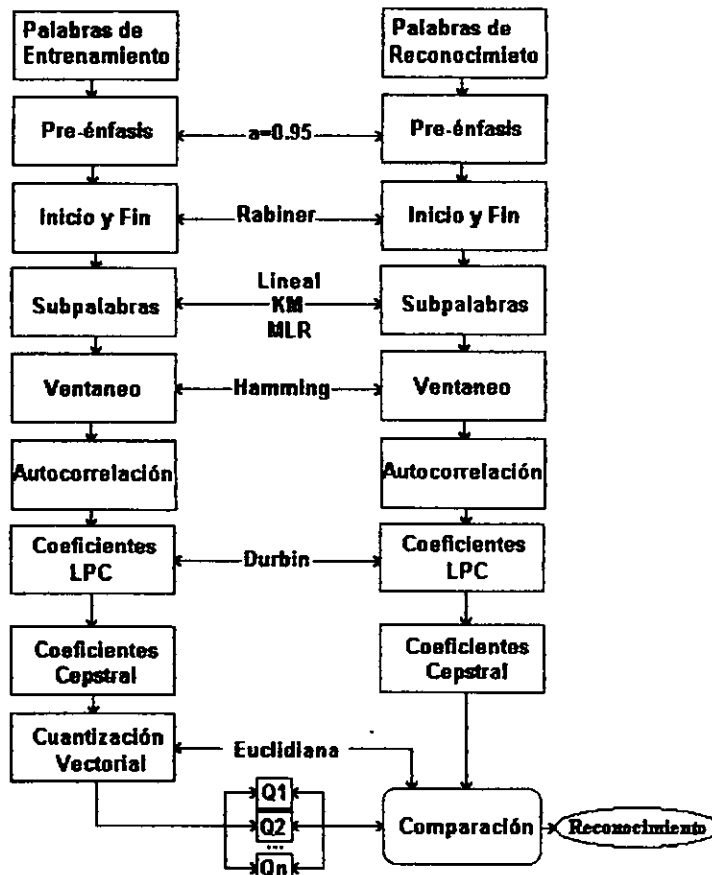 Palabras de
Entrenamiento
Palabras de
Reconocimieto
Pre-énfasis
a=0.95
Pre-énfasis
Inicio y Fin
Rabiner
Inicio y Fin
Subpalabras
Lineal
KM
MLR
Subpalabras
Ventaneo
Hamming
Ventaneo
Autocorrelación
Autocorrelación
Coeficientes
LPC
Durbin
Coeficientes
LPC
Coeficientes
Cepstral
Coeficientes
Cepstral
Cuantización
Vectorial
Euclidiana
Q1
Q2
...
Qn
Comparación
Reconocimiento